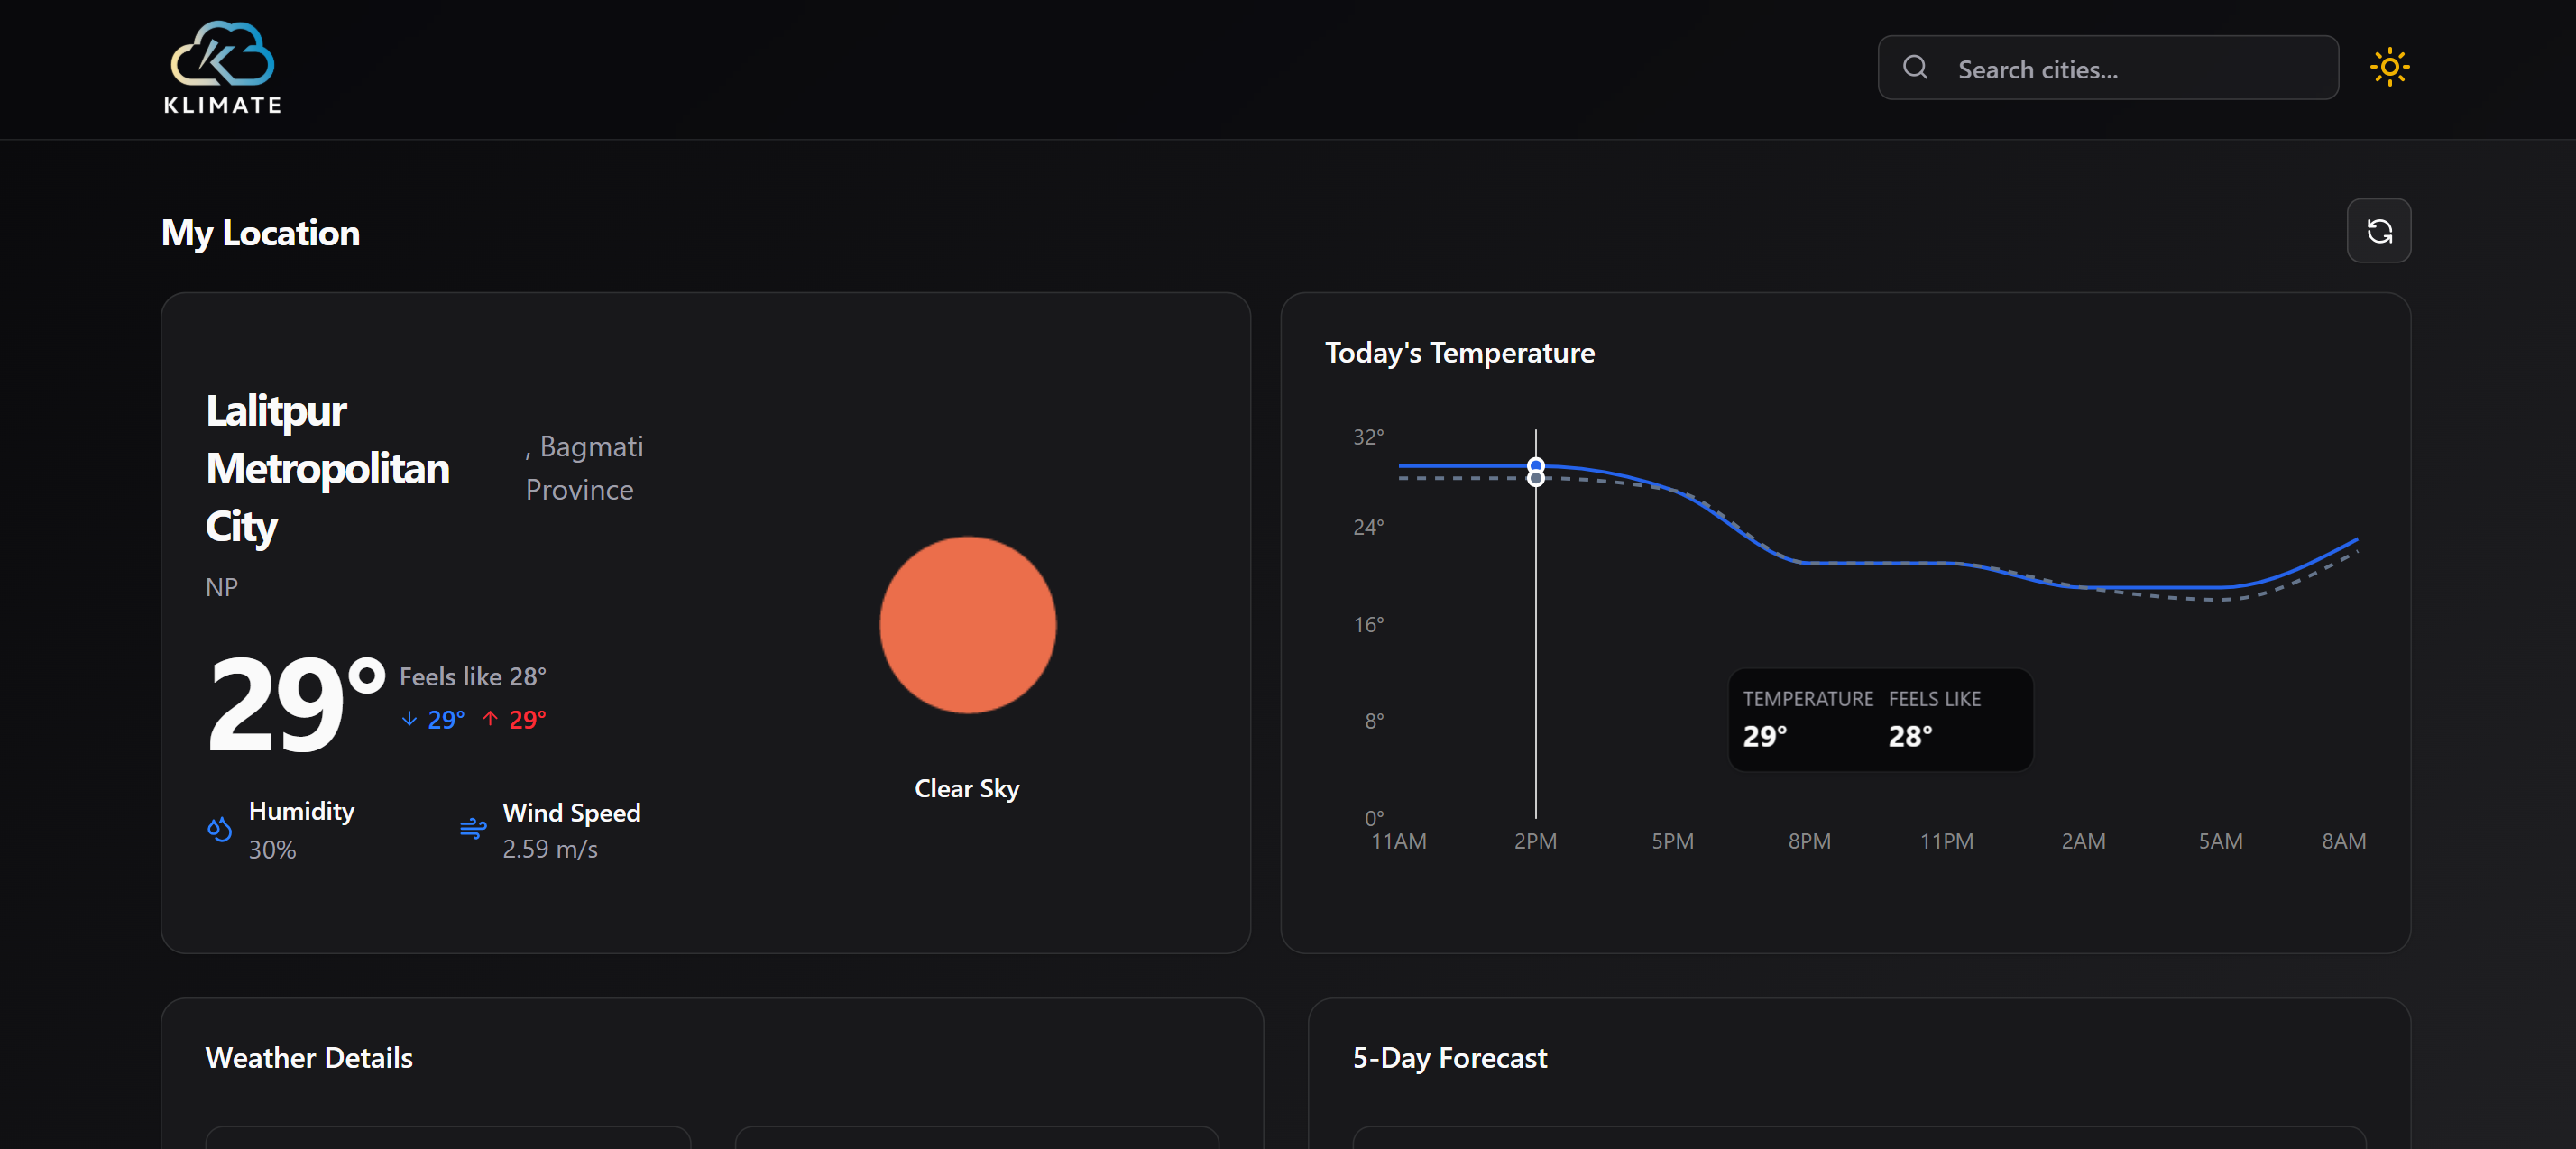 KLIMATE
Search cities...
My Location
Lalitpur
Metropolitan
City
, Bagmati
Province
NP
29°
Feels like 28°
↓ 29° ↑ 29°
Humidity
30%
Wind Speed
2.59 m/s
Clear Sky
Today's Temperature
32°
24°
16°
8°
0°
TEMPERATURE FEELS LIKE
29° 28°
11AM 2PM 5PM 8PM 11PM 2AM 5AM 8AM
Weather Details
5-Day Forecast